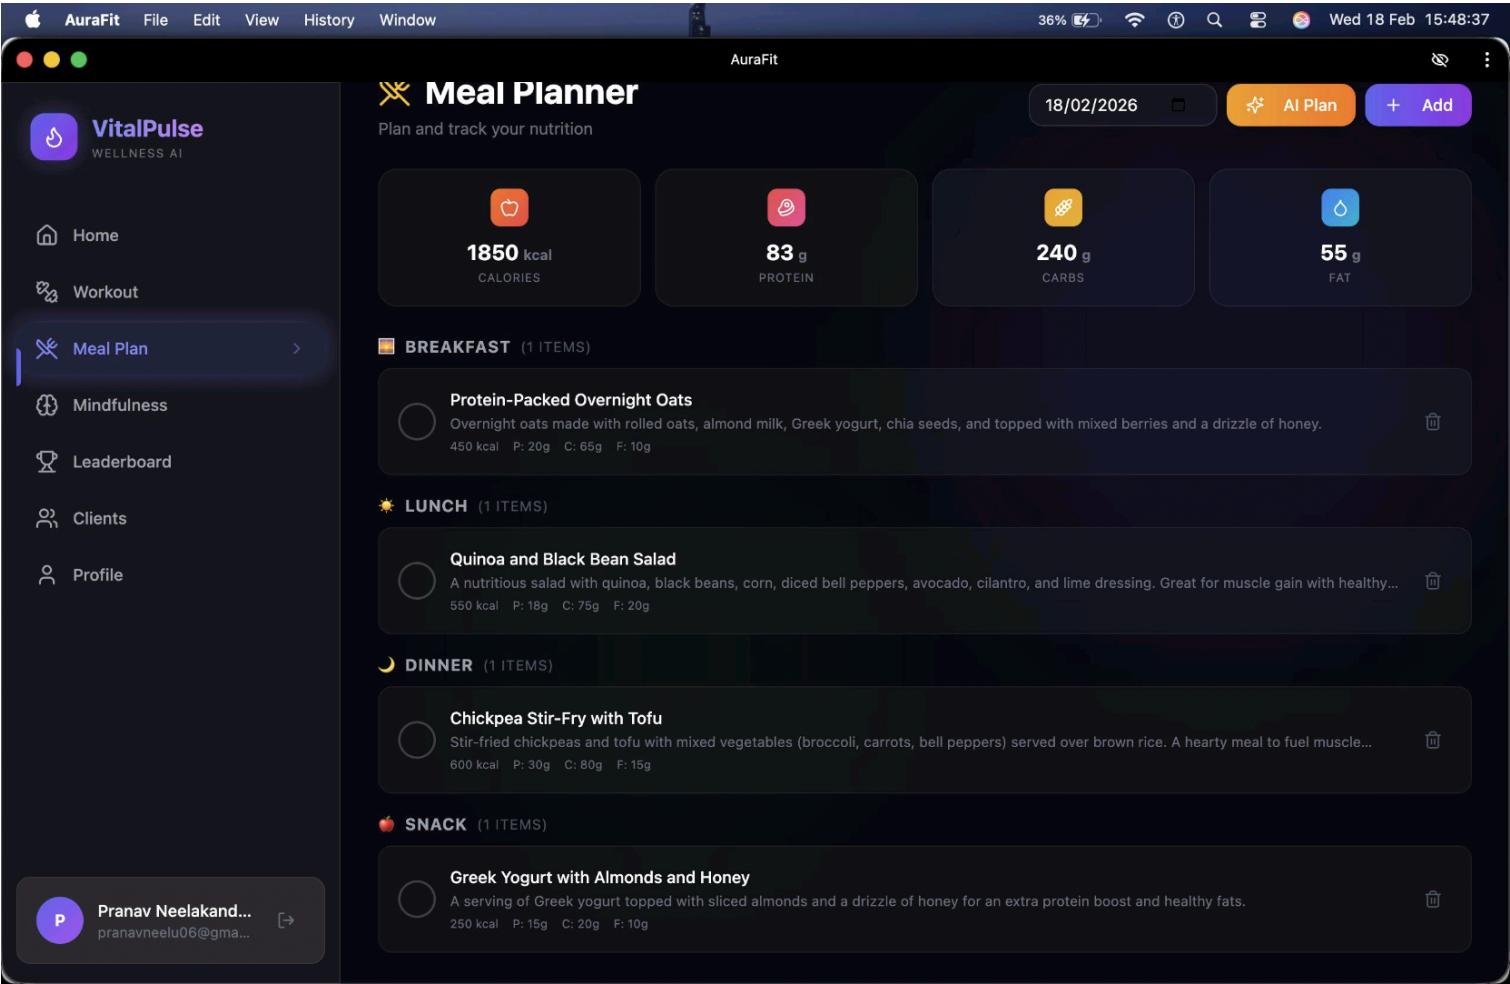 AuraFit File Edit View History Window 36% Wed 18 Feb 15:48:37
AuraFit
VitalPulse
WELLNESS AI
Home
Workout
Meal Plan
Mindfulness
Leaderboard
Clients
Profile
P
Pranav Neelakand...
pranavneelu06@gma...
Meal Planner
Plan and track your nutrition
18/02/2026
AI Plan
+ Add
1850 kcal
CALORIES
83 g
PROTEIN
240 g
CARBS
55 g
FAT
BREAKFAST (1 ITEMS)
Protein-Packed Overnight Oats
Overnight oats made with rolled oats, almond milk, Greek yogurt, chia seeds, and topped with mixed berries and a drizzle of honey.
450 kcal P: 20g C: 65g F: 10g
LUNCH (1 ITEMS)
Quinoa and Black Bean Salad
A nutritious salad with quinoa, black beans, corn, diced bell peppers, avocado, cilantro, and lime dressing. Great for muscle gain with healthy...
550 kcal P: 18g C: 75g F: 20g
DINNER (1 ITEMS)
Chickpea Stir-Fry with Tofu
Stir-fried chickpeas and tofu with mixed vegetables (broccoli, carrots, bell peppers) served over brown rice. A hearty meal to fuel muscle...
600 kcal P: 30g C: 80g F: 15g
SNACK (1 ITEMS)
Greek Yogurt with Almonds and Honey
A serving of Greek yogurt topped with sliced almonds and a drizzle of honey for an extra protein boost and healthy fats.
250 kcal P: 15g C: 20g F: 10g